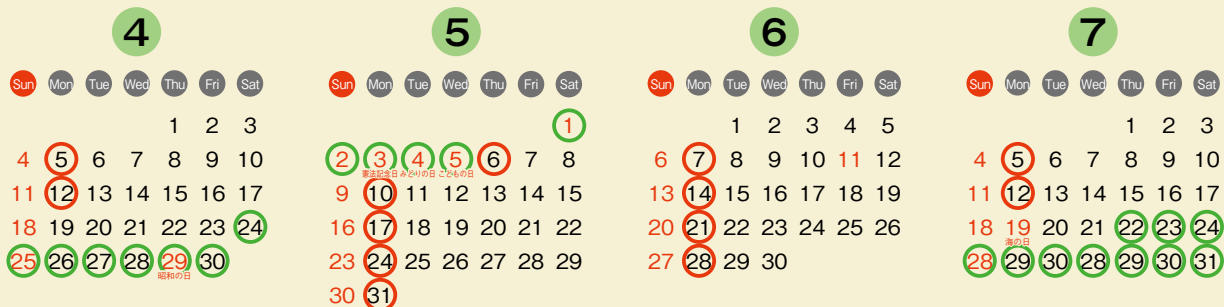 4
Sun Mon Tue Wed Thu Fri Sat
1 2 3
4 5 6 7 8 9 10
11 12 13 14 15 16 17
18 19 20 21 22 23 24
25 26 27 28 29 30
昭和の日
5
Sun Mon Tue Wed Thu Fri Sat
1
2 3 4 5 6 7 8
憲法記念日 みどりの日 こどもの日
9 10 11 12 13 14 15
16 17 18 19 20 21 22
23 24 25 26 27 28 29
30 31
6
Sun Mon Tue Wed Thu Fri Sat
1 2 3 4 5
6 7 8 9 10 11 12
13 14 15 16 17 18 19
20 21 22 23 24 25 26
27 28 29 30
7
Sun Mon Tue Wed Thu Fri Sat
1 2 3
4 5 6 7 8 9 10
11 12 13 14 15 16 17
18 19 20 21 22 23 24
海の日
28 29 30 28 29 30 31